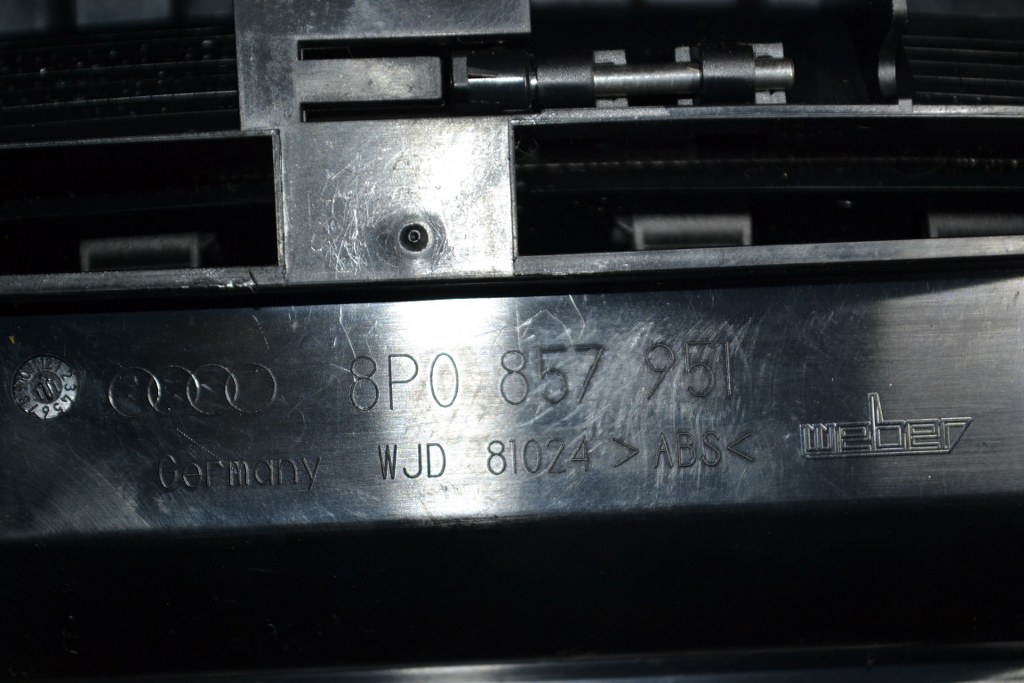 8P0 857 951
weber
Germany WJD 81024 >ABS<